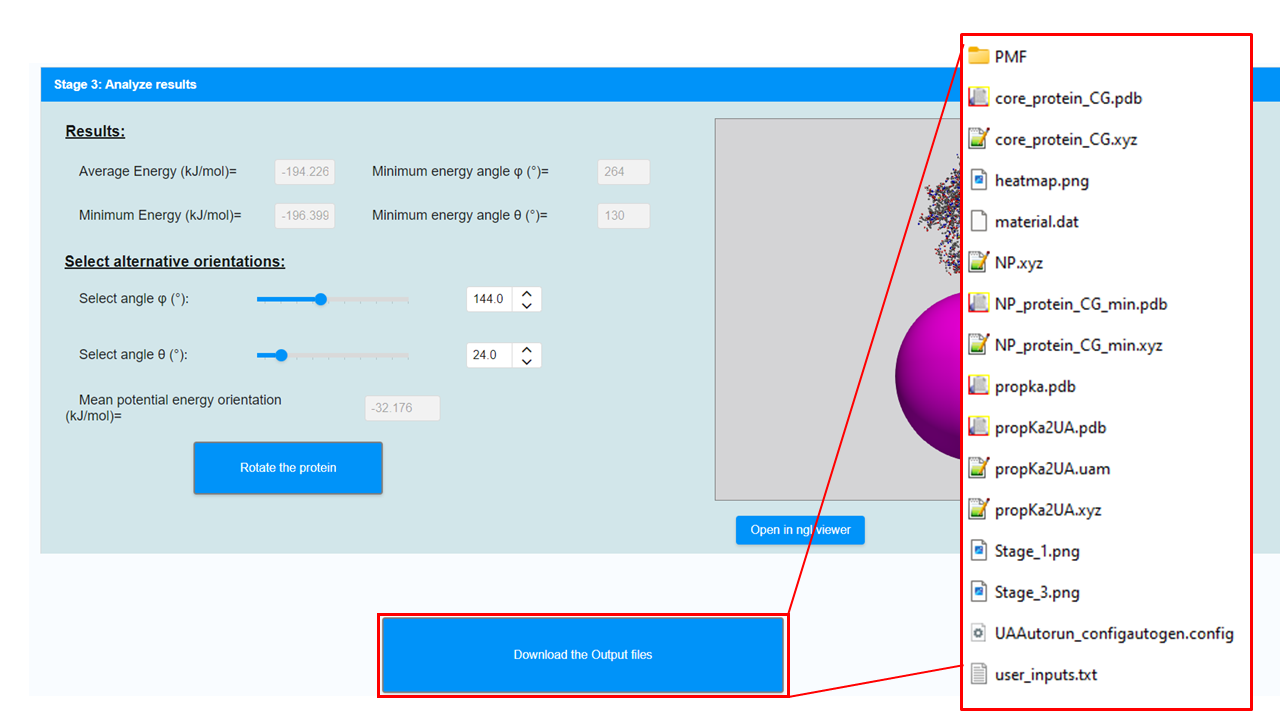 Stage 3: Analyze results
Results:
Average Energy (kJ/mol)= -194.226 Minimum energy angle φ (°)= 264
Minimum Energy (kJ/mol)= -196.399 Minimum energy angle θ (°)= 130
Select alternative orientations:
Select angle φ (°): 144.0
Select angle θ (°): 24.0
Mean potential energy orientation
(kJ/mol)= -32.176
Rotate the protein
Open in ngl viewer
Download the Output files
PMF
core_protein_CG.pdb
core_protein_CG.xyz
heatmap.png
material.dat
NP.xyz
NP_protein_CG_min.pdb
NP_protein_CG_min.xyz
propka.pdb
propKa2UA.pdb
propKa2UA.uam
propKa2UA.xyz
Stage_1.png
Stage_3.png
UAAutorun_configautogen.config
user_inputs.txt